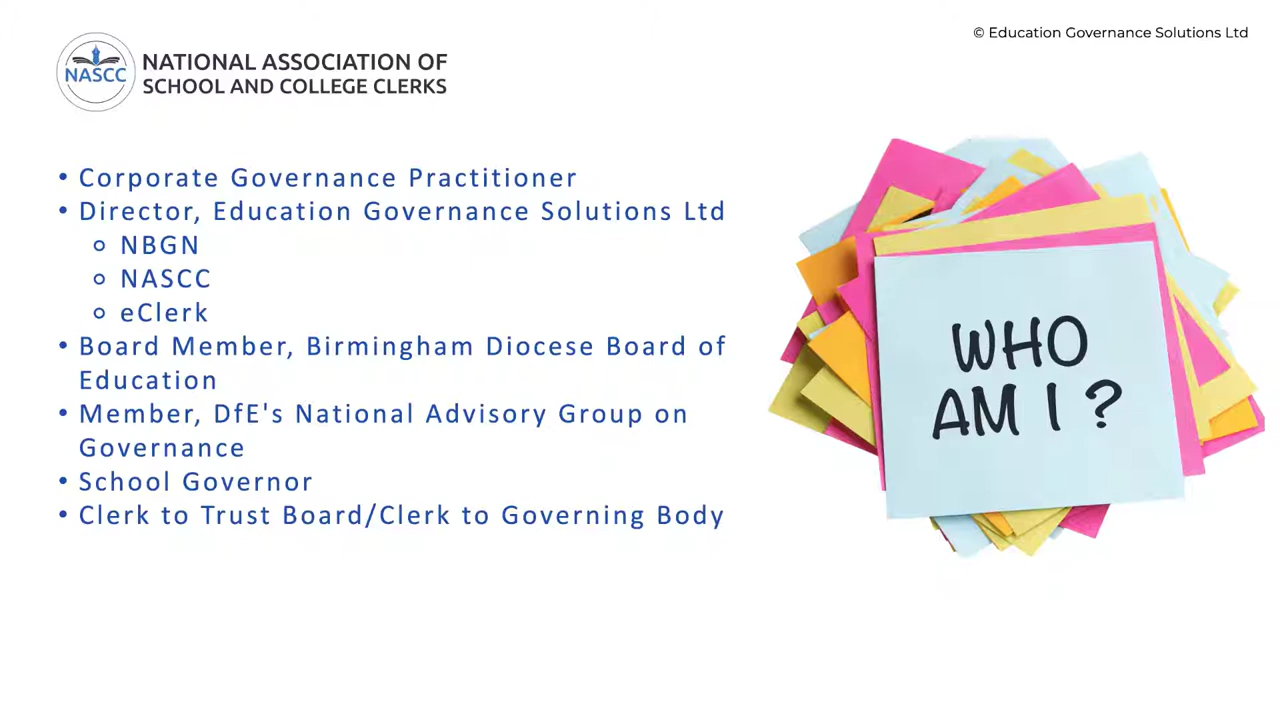 © Education Governance Solutions Ltd
NASCC
NATIONAL ASSOCIATION OF
SCHOOL AND COLLEGE CLERKS
• Corporate Governance Practitioner
• Director, Education Governance Solutions Ltd
NBGN
NASCC
eClerk
• Board Member, Birmingham Diocese Board of
Education
• Member, DfE's National Advisory Group on
Governance
• School Governor
• Clerk to Trust Board/Clerk to Governing Body
WHO
AM I ?